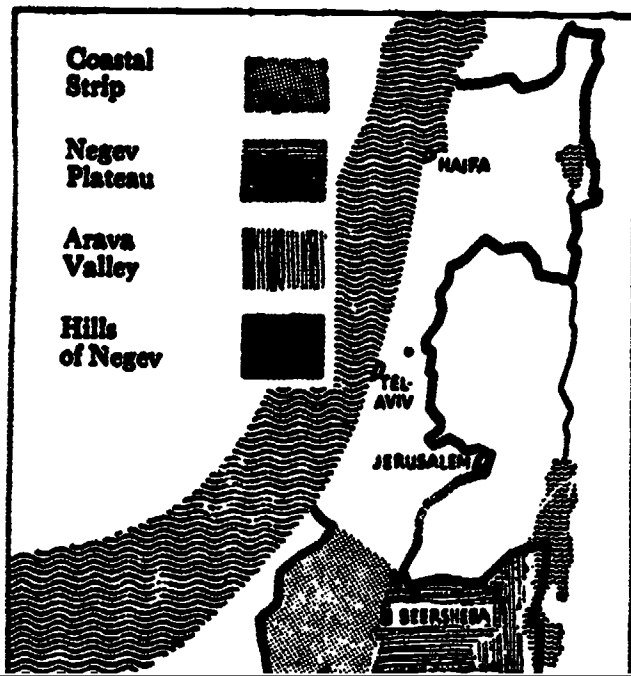 Coastal
Strip
Negev
Plateau
Arava
Valley
Hills
of Negev
HAIFA
TEL-
AVIV
JERUSALEM
BEERSHEBA